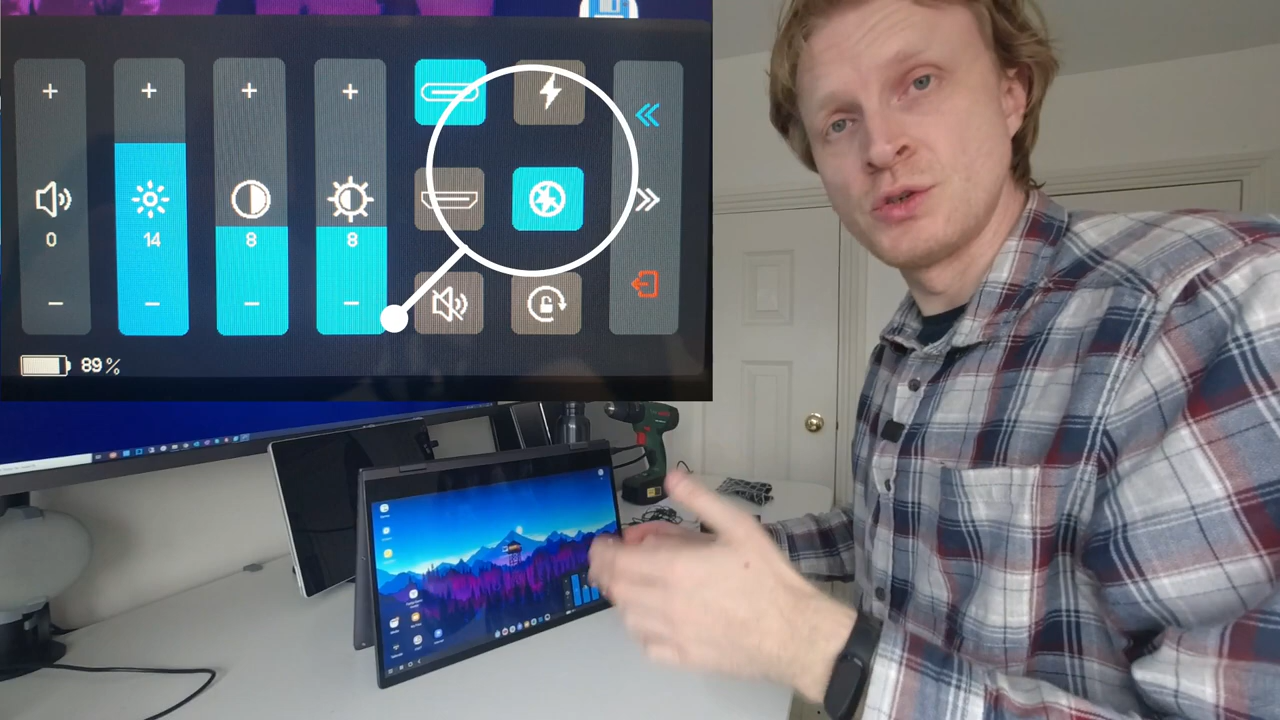 + + + +
0 14 8 8
− − − −
89%